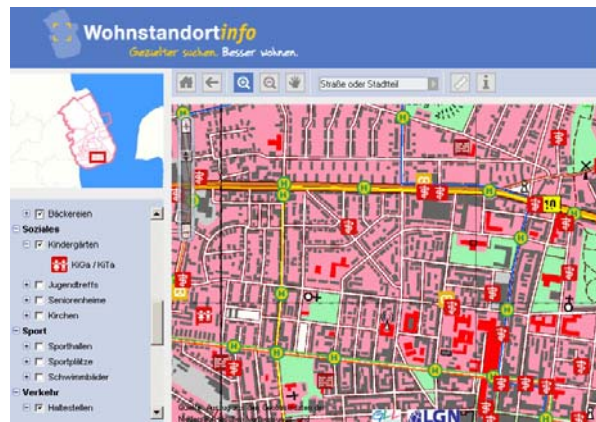 Wohnstandortinfo
Gezielter suchen. Besser wohnen.
Straße oder Stadtteil
Bäckereien
Soziales
Kindergärten
KiGa / KiTa
Jugendtreffs
Seniorenheime
Kirchen
Sport
Sporthallen
Sportplätze
Schwimmbäder
Verkehr
Haltestellen
10
LGN